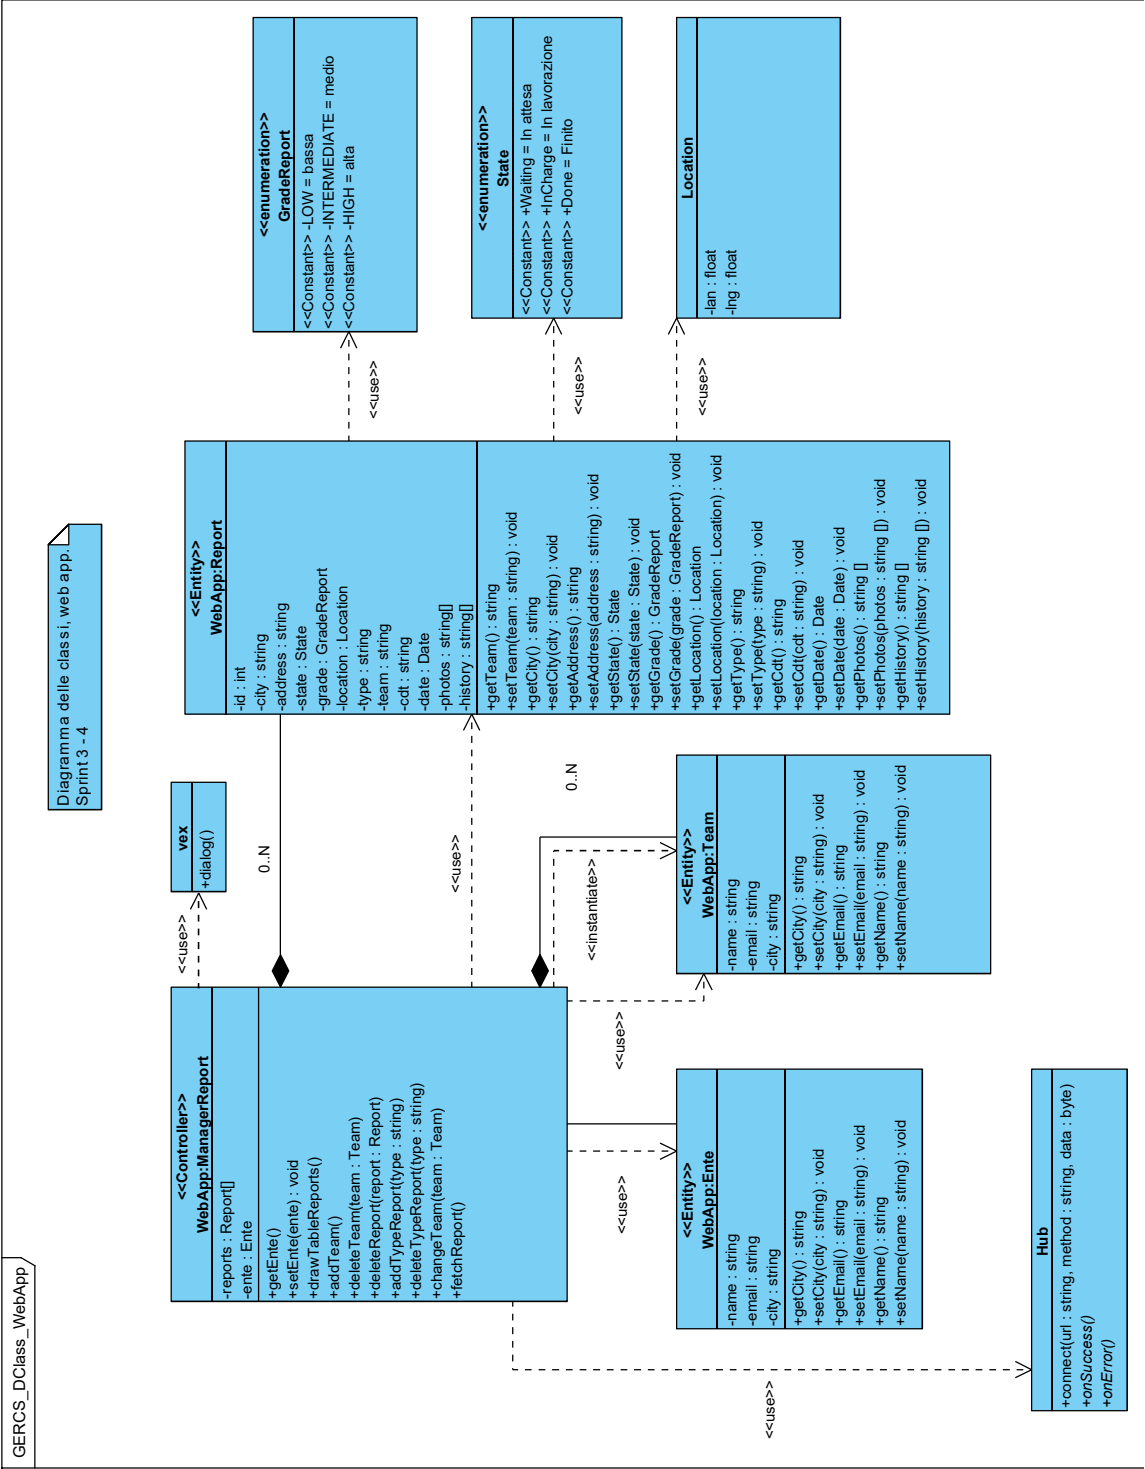 GERCS_DClass_WebApp
Diagramma delle classi, web app.
Sprint 3 - 4
<<Controller>>
WebApp:ManagerReport
-reports : Report[]
-ente : Ente
+getEnte()
+setEnte(ente) : void
+drawTableReports()
+addTeam()
+deleteTeam(team : Team)
+deleteReport(report : Report)
+addTypeReport(type : string)
+deleteTypeReport(type : string)
+changeTeam(team : Team)
+fetchReport()
<<use>>
vex
+dialog()
0..N
<<use>>
<<Entity>>
WebApp:Report
-id : int
-city : string
-address : string
-state : State
-grade : GradeReport
-location : Location
-type : string
-team : string
-cdt : string
-date : Date
-photos : string[]
-history : string[]
+getTeam() : string
+setTeam(team : string) : void
+getCity() : string
+setCity(city : string) : void
+getAddress() : string
+setAddress(address : string) : void
+getState() : State
+setState(state : State) : void
+getGrade() : GradeReport
+setGrade(grade : GradeReport) : void
+getLocation() : Location
+setLocation(location : Location) : void
+getType() : string
+setType(type : string) : void
+getCdt() : string
+setCdt(cdt : string) : void
+getDate() : Date
+setDate(date : Date) : void
+getPhotos() : string []
+setPhotos(photos : string []) : void
+getHistory() : string []
+setHistory(history : string []) : void
<<use>>
<<enumeration>>
GradeReport
<<Constant>> -LOW = bassa
<<Constant>> -INTERMEDIATE = medio
<<Constant>> -HIGH = alta
<<use>>
<<enumeration>>
State
<<Constant>> +Waiting = In attesa
<<Constant>> +InCharge = In lavorazione
<<Constant>> +Done = Finito
<<use>>
Location
-lan : float
-lng : float
0..N
<<instantiate>>
<<use>>
<<Entity>>
WebApp:Team
-name : string
-email : string
-city : string
+getCity() : string
+setCity(city : string) : void
+getEmail() : string
+setEmail(email : string) : void
+getName() : string
+setName(name : string) : void
<<use>>
<<Entity>>
WebApp:Ente
-name : string
-email : string
-city : string
+getCity() : string
+setCity(city : string) : void
+getEmail() : string
+setEmail(email : string) : void
+getName() : string
+setName(name : string) : void
<<use>>
Hub
+connect(url : string, method : string, data : byte)
+onSuccess()
+onError()